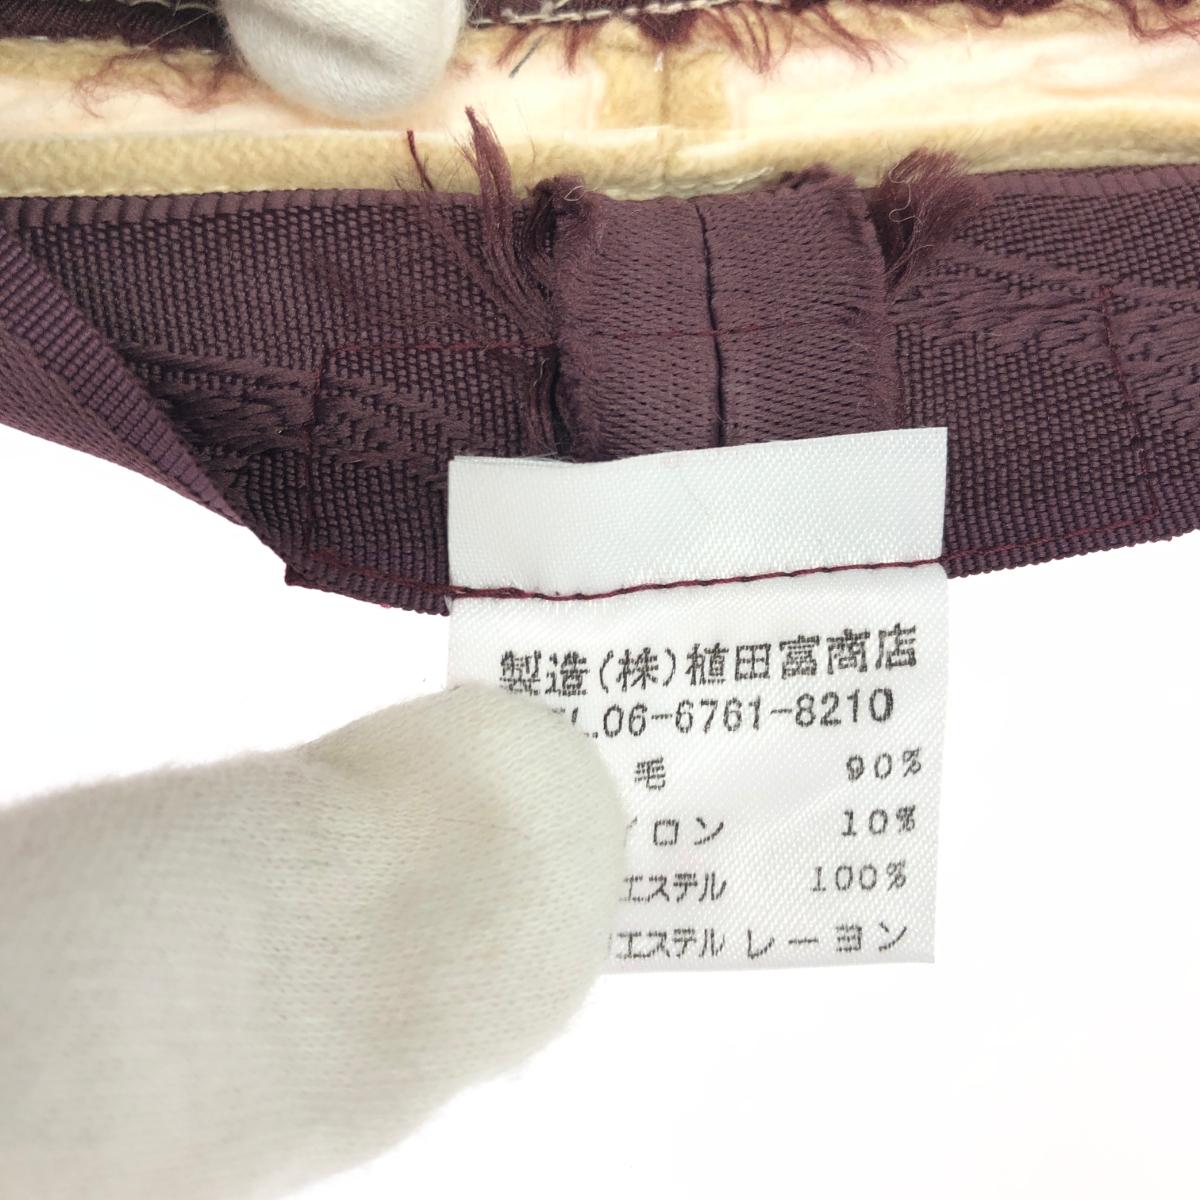 製造(株)植田富商店
06-6761-8210
毛 90%
イロン 10%
エステル 100%
エステル レーヨン